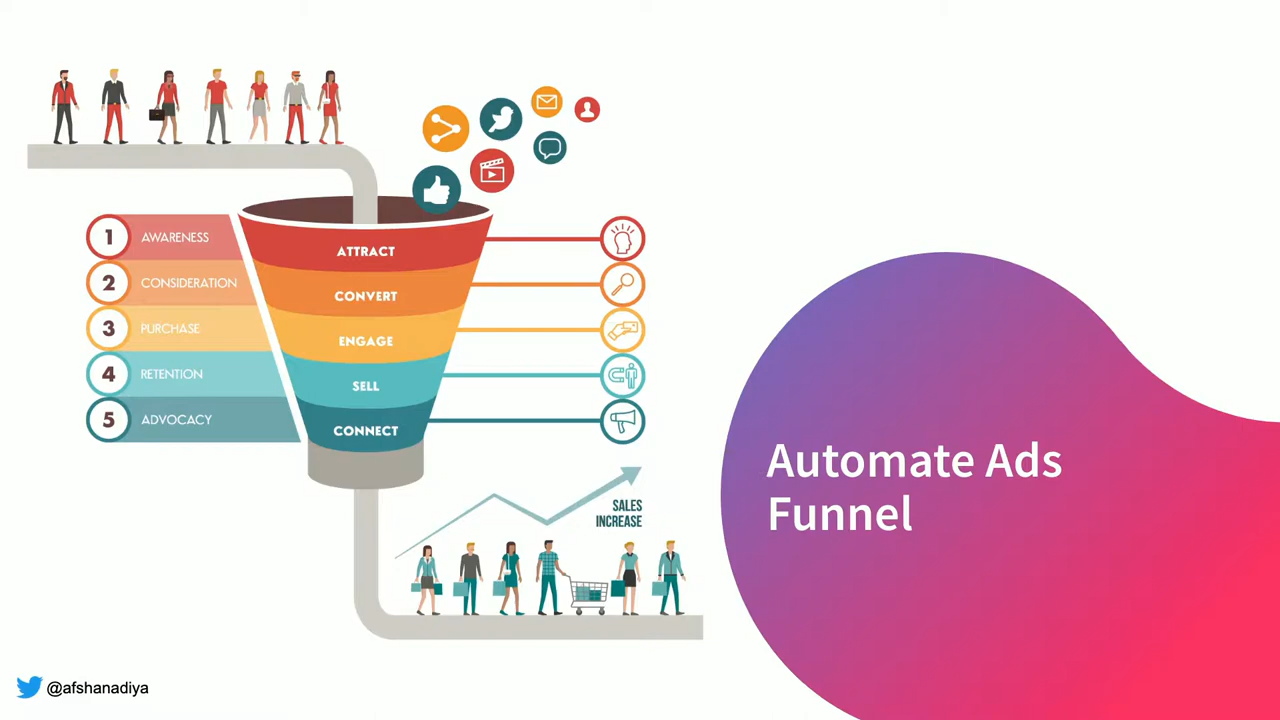 1 AWARENESS
2 CONSIDERATION
3 PURCHASE
4 RETENTION
5 ADVOCACY
ATTRACT
CONVERT
ENGAGE
SELL
CONNECT
SALES
INCREASE
Automate Ads
Funnel
@afshanadiya